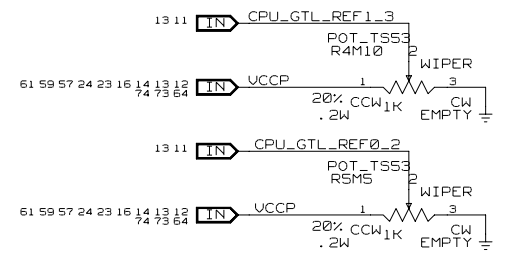 13 11 IN CPU_GTL_REF1_3
POT_TS53
R4M10 2
WIPER
61 59 57 24 23 16 14 13 12 IN VCCP 1 3
74 73 64
20% CCW 1K CW
.2W EMPTY
13 11 IN CPU_GTL_REF0_2
POT_TS53
R5M5 2
WIPER
61 59 57 24 23 16 14 13 12 IN VCCP 1 3
74 73 64
20% CCW 1K CW
.2W EMPTY